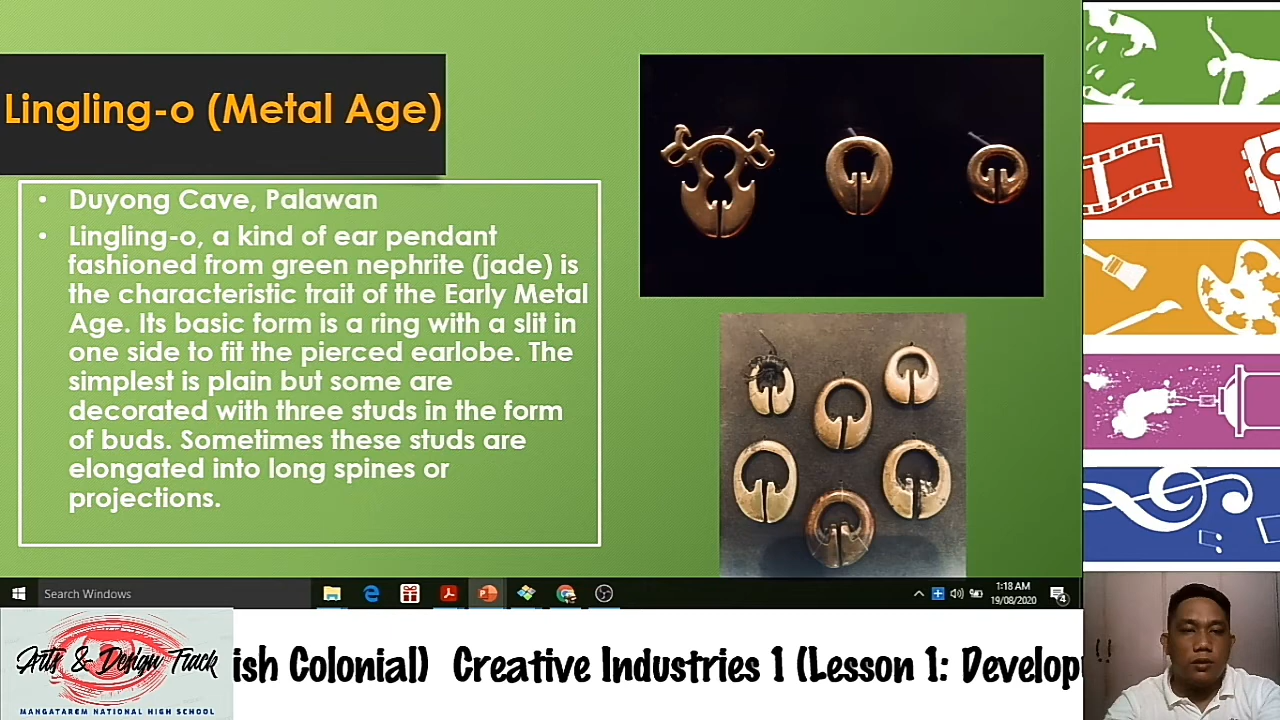 Lingling-o (Metal Age)
• Duyong Cave, Palawan
• Lingling-o, a kind of ear pendant
fashioned from green nephrite (jade) is
the characteristic trait of the Early Metal
Age. Its basic form is a ring with a slit in
one side to fit the pierced earlobe. The
simplest is plain but some are
decorated with three studs in the form
of buds. Sometimes these studs are
elongated into long spines or
projections.
Search Windows
1:18 AM
19/08/2020
4
Arts & Design Track
MANGATAREM NATIONAL HIGH SCHOOL
ish Colonial) Creative Industries 1 (Lesson 1: Develop